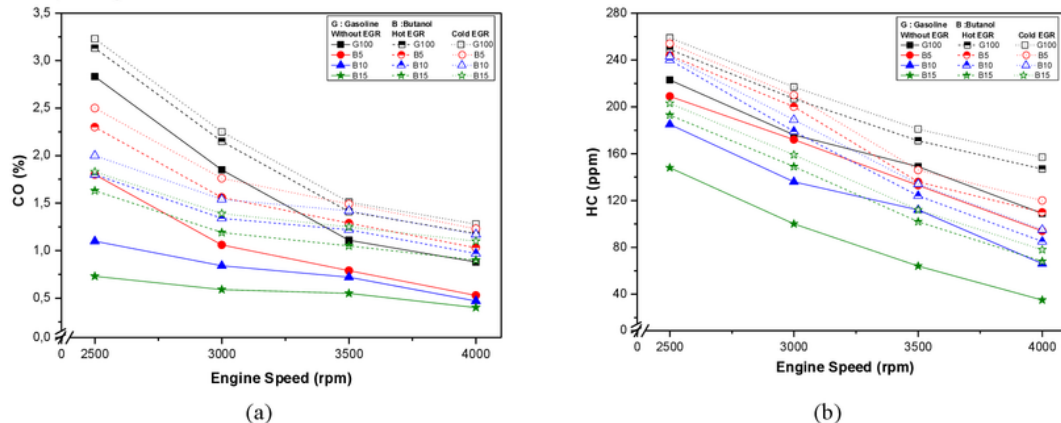 G : Gasoline B :Butanol
Without EGR Hot EGR Cold EGR
G100 G100 G100
B5 B5 B5
B10 B10 B10
B15 B15 B15
3,5
3,0
2,5
2,0
1,5
1,0
0,5
0,0
CO (%)
0 2500 3000 3500 4000
Engine Speed (rpm)
(a)
G : Gasoline B :Butanol
Without EGR Hot EGR Cold EGR
G100 G100 G100
B5 B5 B5
B10 B10 B10
B15 B15 B15
280
240
200
160
120
80
40
0
HC (ppm)
0 2500 3000 3500 4000
Engine Speed (rpm)
(b)